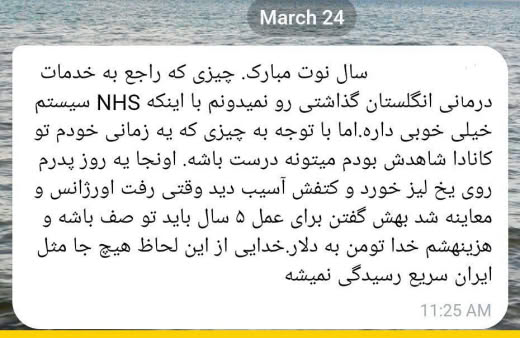 March 24
سال نوت مبارک. چیزی که راجع به خدمات
درمانی انگلستان گذاشتی رو نمیدونم با اینکه NHS سیستم
خیلی خوبی داره.اما با توجه به چیزی که یه زمانی خودم تو
کانادا شاهدش بودم میتونه درست باشه. اونجا یه روز پدرم
روی یخ لیز خورد و کتفش آسیب دید وقتی رفت اورژانس و
معاینه شد بهش گفتن برای عمل ۵ سال باید تو صف باشه و
هزینهشم خدا تومن به دلار.خدایی از این لحاظ هیچ جا مثل
ایران سریع رسیدگی نمیشه
11:25 AM